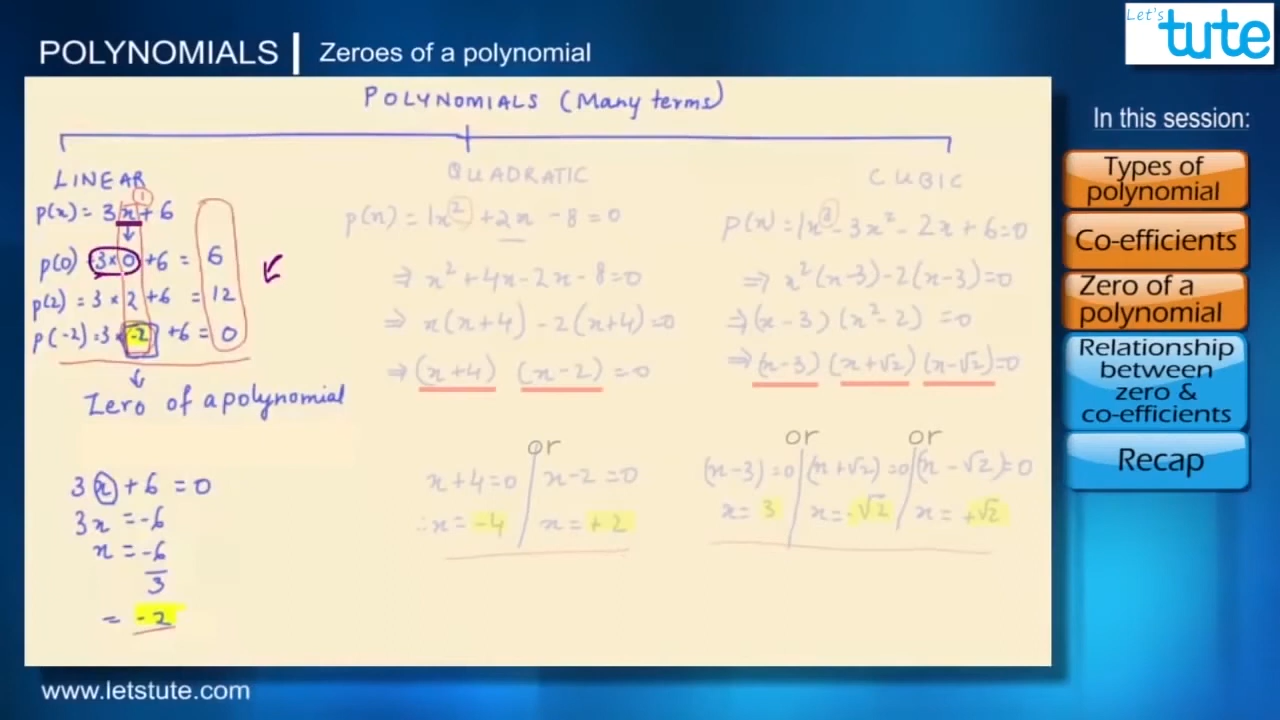 Let's tute
POLYNOMIALS | Zeroes of a polynomial
POLYNOMIALS (Many terms)
LINEAR
p(x) = 3x¹ + 6
p(0) = 3 × 0 + 6 = 6
p(2) = 3 × 2 + 6 = 12
p(-2) = 3 × -2 + 6 = 0
Zero of a polynomial
3x + 6 = 0
3x = -6
x = -6/3
= -2
QUADRATIC
p(x) = 1x² + 2x - 8 = 0
⇒ x² + 4x - 2x - 8 = 0
⇒ x(x+4) - 2(x+4) = 0
⇒ (x+4) (x-2) = 0
or
x+4=0 / x-2=0
∴ x = -4 / x = +2
CUBIC
p(x) = 1x³ - 3x² - 2x + 6 = 0
⇒ x²(x-3) - 2(x-3) = 0
⇒ (x-3) (x²-2) = 0
⇒ (x-3) (x+√2) (x-√2) = 0
or or
(x-3)=0 / (x+√2)=0 / (x-√2)=0
x = 3 / x = -√2 / x = +√2
In this session:
Types of
polynomial
Co-efficients
Zero of a
polynomial
Relationship
between
zero &
co-efficients
Recap
www.letstute.com